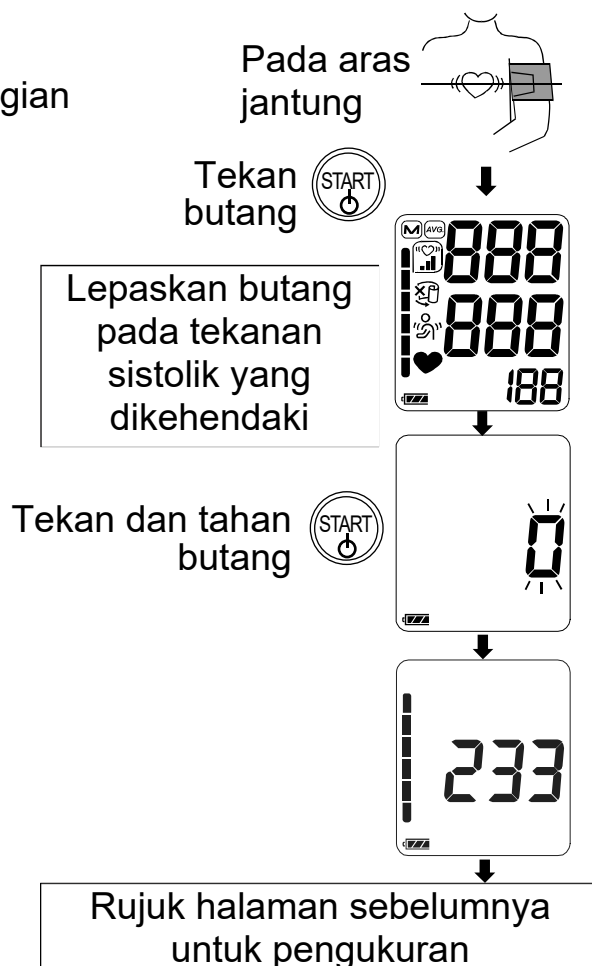 Pada aras
jantung
gian
Tekan
butang
START
M AVG.
888
Lepaskan butang
pada tekanan
sistolik yang
dikehendaki
888
188
Tekan dan tahan
butang
START
0
233
Rujuk halaman sebelumnya
untuk pengukuran